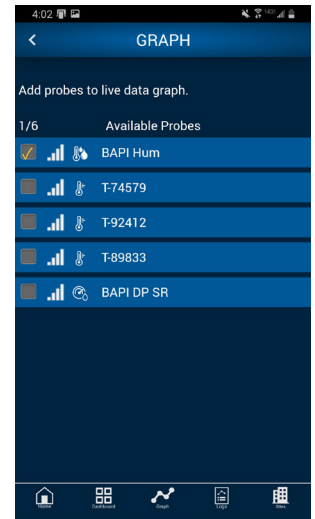 4:02
GRAPH
Add probes to live data graph.
1/6 Available Probes
BAPI Hum
T-74579
T-92412
T-89833
BAPI DP SR
Home Dashboard Graph Logs Sites